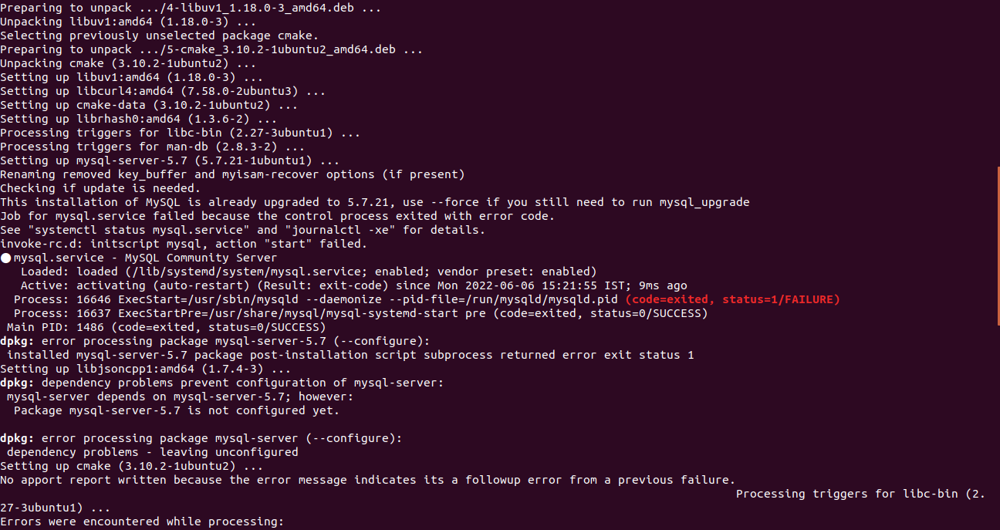 Preparing to unpack .../4-libuv1_1.18.0-3_amd64.deb ...
Unpacking libuv1:amd64 (1.18.0-3) ...
Selecting previously unselected package cmake.
Preparing to unpack .../5-cmake_3.10.2-1ubuntu2_amd64.deb ...
Unpacking cmake (3.10.2-1ubuntu2) ...
Setting up libuv1:amd64 (1.18.0-3) ...
Setting up libcurl4:amd64 (7.58.0-2ubuntu3) ...
Setting up cmake-data (3.10.2-1ubuntu2) ...
Setting up librhash0:amd64 (1.3.6-2) ...
Processing triggers for libc-bin (2.27-3ubuntu1) ...
Processing triggers for man-db (2.8.3-2) ...
Setting up mysql-server-5.7 (5.7.21-1ubuntu1) ...
Renaming removed key_buffer and myisam-recover options (if present)
Checking if update is needed.
This installation of MySQL is already upgraded to 5.7.21, use --force if you still need to run mysql_upgrade
Job for mysql.service failed because the control process exited with error code.
See "systemctl status mysql.service" and "journalctl -xe" for details.
invoke-rc.d: initscript mysql, action "start" failed.
● mysql.service - MySQL Community Server
   Loaded: loaded (/lib/systemd/system/mysql.service; enabled; vendor preset: enabled)
   Active: activating (auto-restart) (Result: exit-code) since Mon 2022-06-06 15:21:55 IST; 9ms ago
  Process: 16646 ExecStart=/usr/sbin/mysqld --daemonize --pid-file=/run/mysqld/mysqld.pid (code=exited, status=1/FAILURE)
  Process: 16637 ExecStartPre=/usr/share/mysql/mysql-systemd-start pre (code=exited, status=0/SUCCESS)
 Main PID: 1486 (code=exited, status=0/SUCCESS)
dpkg: error processing package mysql-server-5.7 (--configure):
 installed mysql-server-5.7 package post-installation script subprocess returned error exit status 1
Setting up libjsoncpp1:amd64 (1.7.4-3) ...
dpkg: dependency problems prevent configuration of mysql-server:
 mysql-server depends on mysql-server-5.7; however:
  Package mysql-server-5.7 is not configured yet.

dpkg: error processing package mysql-server (--configure):
 dependency problems - leaving unconfigured
Setting up cmake (3.10.2-1ubuntu2) ...
No apport report written because the error message indicates its a followup error from a previous failure.
Processing triggers for libc-bin (2.
27-3ubuntu1) ...
Errors were encountered while processing: